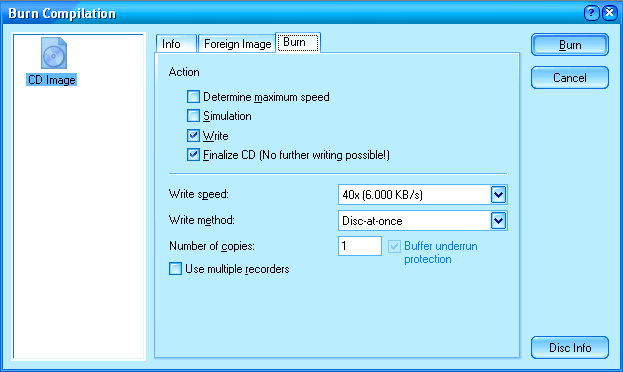 Burn Compilation
CD Image
Info
Foreign Image
Burn
Action
Determine maximum speed
Simulation
Write
Finalize CD (No further writing possible!)
Write speed:
40x (6.000 KB/s)
Write method:
Disc-at-once
Number of copies:
1
Buffer underrun
protection
Use multiple recorders
Burn
Cancel
Disc Info